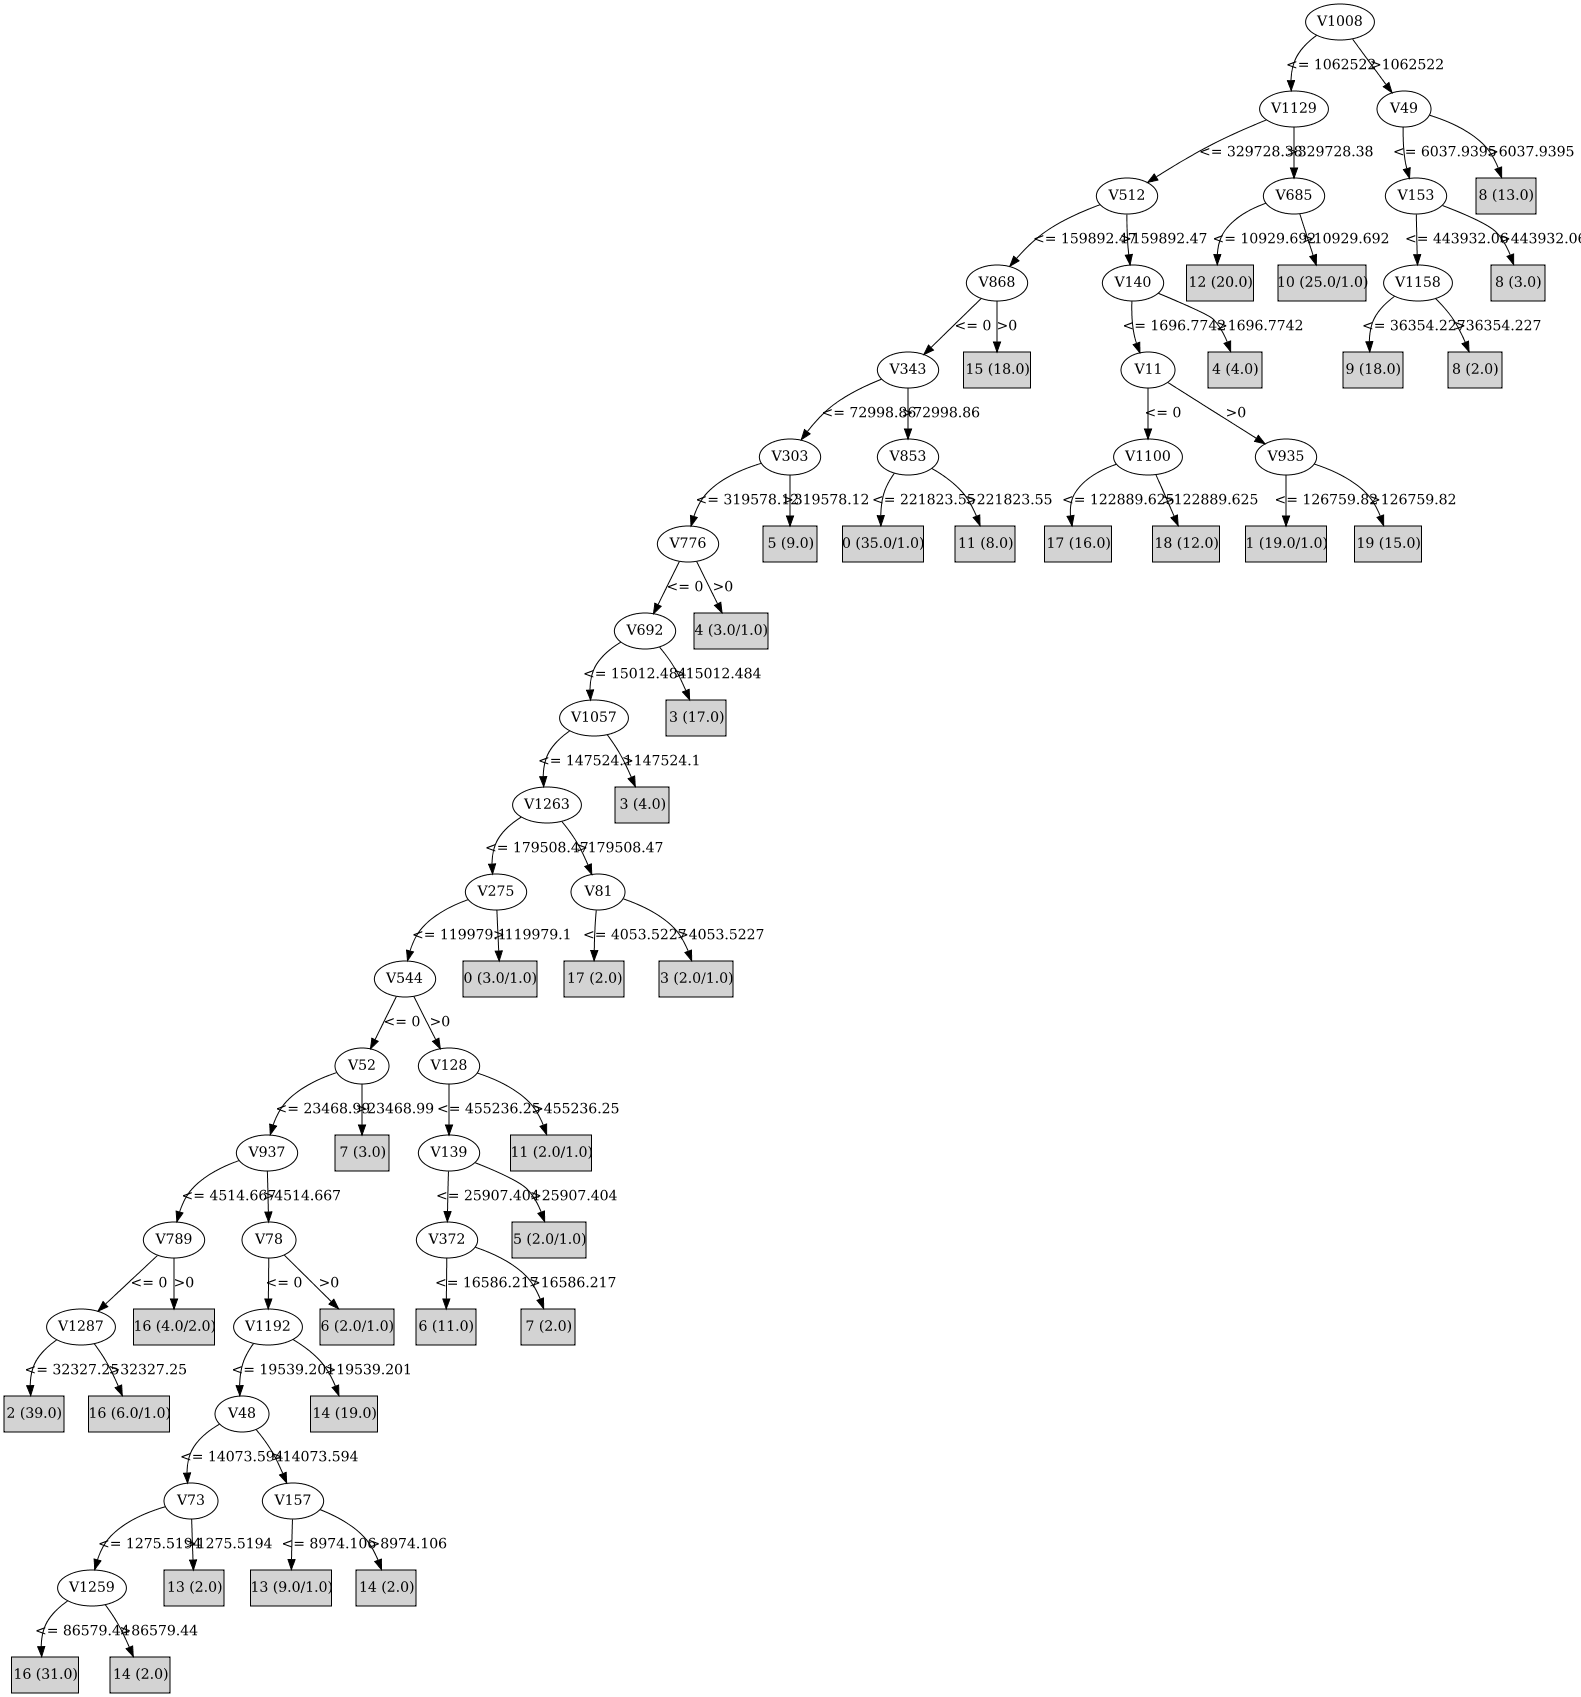 V1008
<= 1062522 >1062522
V1129 V49
<= 329728.38 >329728.38 <= 6037.9395 >6037.9395
V512 V685 V153 8 (13.0)
<= 159892.47 >159892.47 <= 10929.692 >10929.692 <= 443932.06 >443932.06
V868 V140 12 (20.0) 10 (25.0/1.0) V1158 8 (3.0)
<= 0 >0 <= 1696.7742 >1696.7742 <= 36354.227 >36354.227
V343 15 (18.0) V11 4 (4.0) 9 (18.0) 8 (2.0)
<= 72998.86 >72998.86 <= 0 >0
V303 V853 V1100 V935
<= 319578.12 >319578.12 <= 221823.55 >221823.55 <= 122889.625 >122889.625 <= 126759.82 >126759.82
V776 5 (9.0) 0 (35.0/1.0) 11 (8.0) 17 (16.0) 18 (12.0) 1 (19.0/1.0) 19 (15.0)
<= 0 >0
V692 4 (3.0/1.0)
<= 15012.484 >15012.484
V1057 3 (17.0)
<= 147524.1 >147524.1
V1263 3 (4.0)
<= 179508.47 >179508.47
V275 V81
<= 119979.1 >119979.1 <= 4053.5227 >4053.5227
V544 0 (3.0/1.0) 17 (2.0) 3 (2.0/1.0)
<= 0 >0
V52 V128
<= 23468.99 >23468.99 <= 455236.25 >455236.25
V937 7 (3.0) V139 11 (2.0/1.0)
<= 4514.667 >4514.667 <= 25907.404 >25907.404
V789 V78 V372 5 (2.0/1.0)
<= 0 >0 <= 0 >0 <= 16586.217 >16586.217
V1287 16 (4.0/2.0) V1192 6 (2.0/1.0) 6 (11.0) 7 (2.0)
<= 32327.25 >32327.25 <= 19539.201 >19539.201
2 (39.0) 16 (6.0/1.0) V48 14 (19.0)
<= 14073.594 >14073.594
V73 V157
<= 1275.5194 >1275.5194 <= 8974.106 >8974.106
V1259 13 (2.0) 13 (9.0/1.0) 14 (2.0)
<= 86579.44 >86579.44
16 (31.0) 14 (2.0)